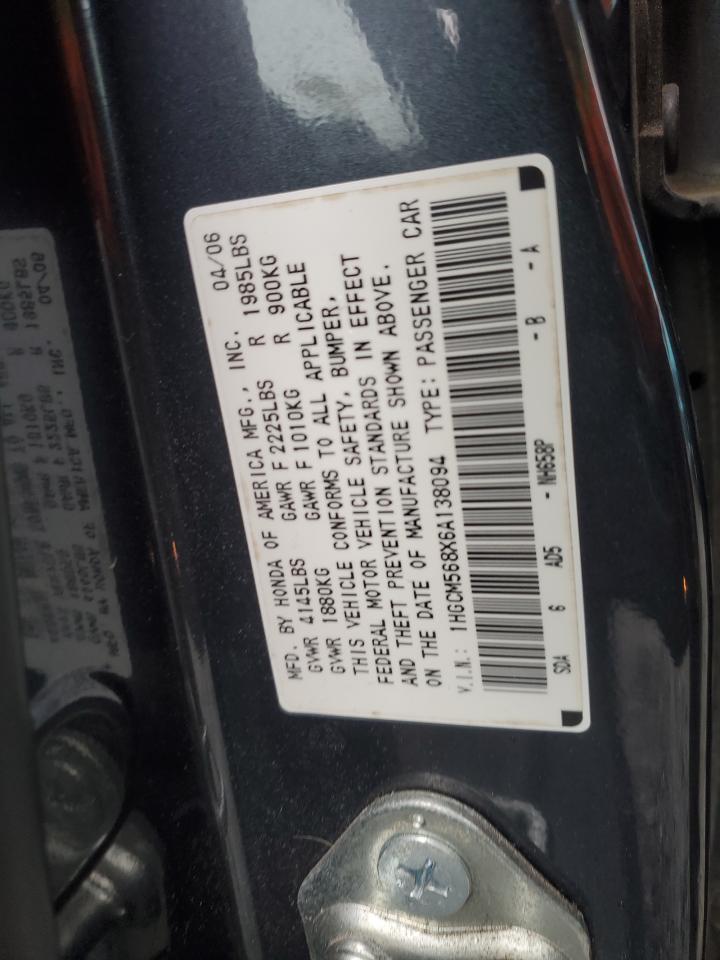 MFD. BY HONDA OF AMERICA MFG., INC. 04/06
GVWR 4145LBS GAWR F 2225LBS R 1985LBS
GVWR 1880KG GAWR F 1010KG R 900KG
THIS VEHICLE CONFORMS TO ALL APPLICABLE
FEDERAL MOTOR VEHICLE SAFETY, BUMPER,
AND THEFT PREVENTION STANDARDS IN EFFECT
ON THE DATE OF MANUFACTURE SHOWN ABOVE.
V.I.N.: 1HGCM568X6A138094 TYPE: PASSENGER CAR
SDA 6 AD5 -NH658P -B -A